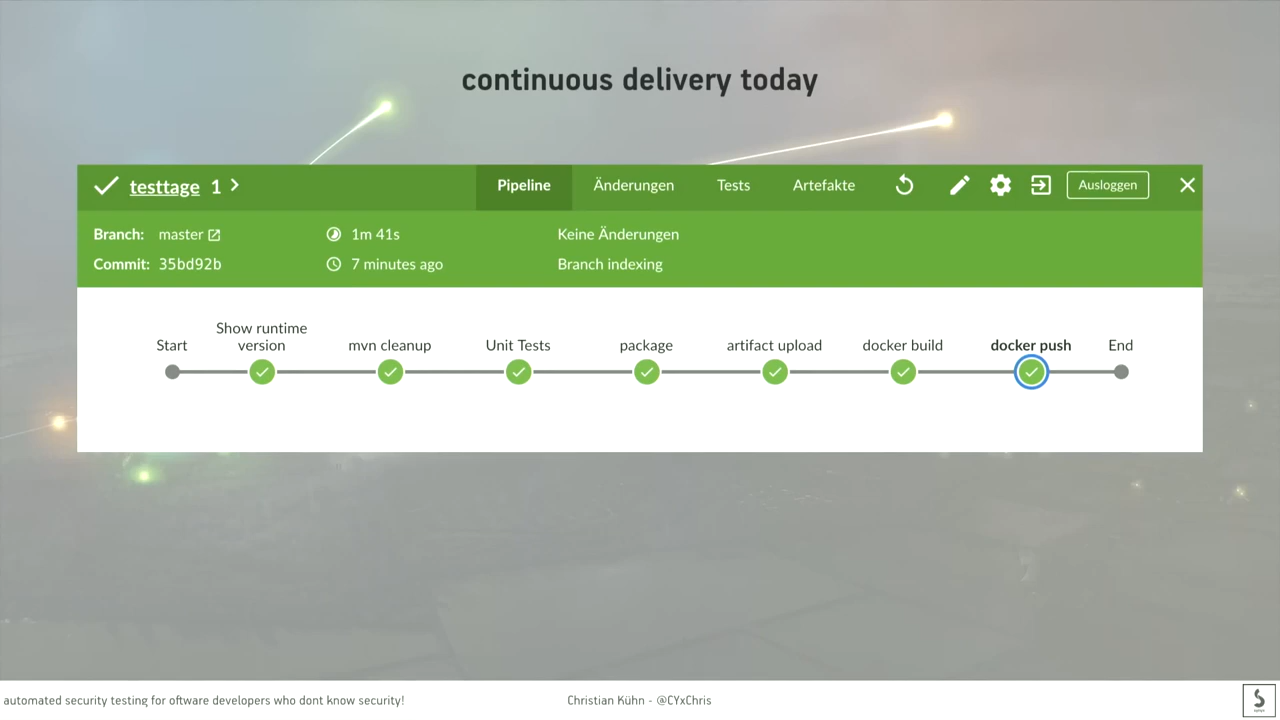 continuous delivery today
testtage 1
Pipeline
Änderungen
Tests
Artefakte
Ausloggen
Branch: master
1m 41s
Keine Änderungen
Commit: 35bd92b
7 minutes ago
Branch indexing
Start
Show runtime
version
mvn cleanup
Unit Tests
package
artifact upload
docker build
docker push
End
automated security testing for oftware developers who dont know security!
Christian Kühn - @CYxChris